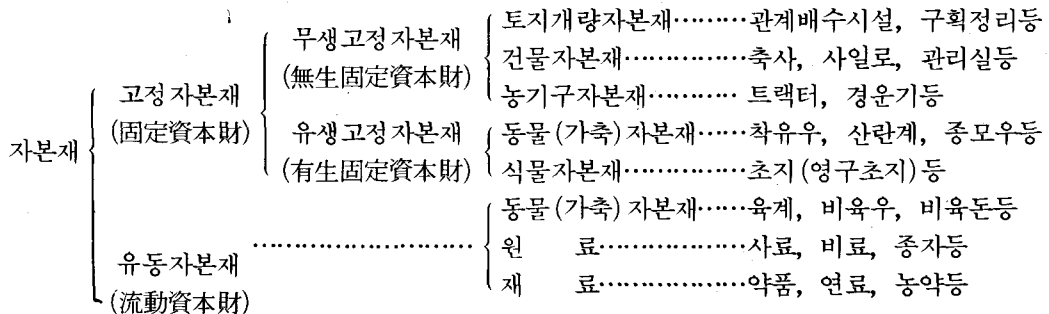 자본재
고정자본재
(固定資本財)
무생고정자본재
(無生固定資本財)
토지개량자본재………관계배수시설, 구획정리등
건물자본재……………축사, 사일로, 관리실등
농기구자본재…………트랙터, 경운기등
유생고정자본재
(有生固定資本財)
동물(가축)자본재……착유우, 산란계, 종모우등
식물자본재……………초지(영구초지)등
유동자본재
(流動資本財)
동물(가축)자본재……육계, 비육우, 비육돈등
원 료………………사료, 비료, 종자등
재 료………………약품, 연료, 농약등